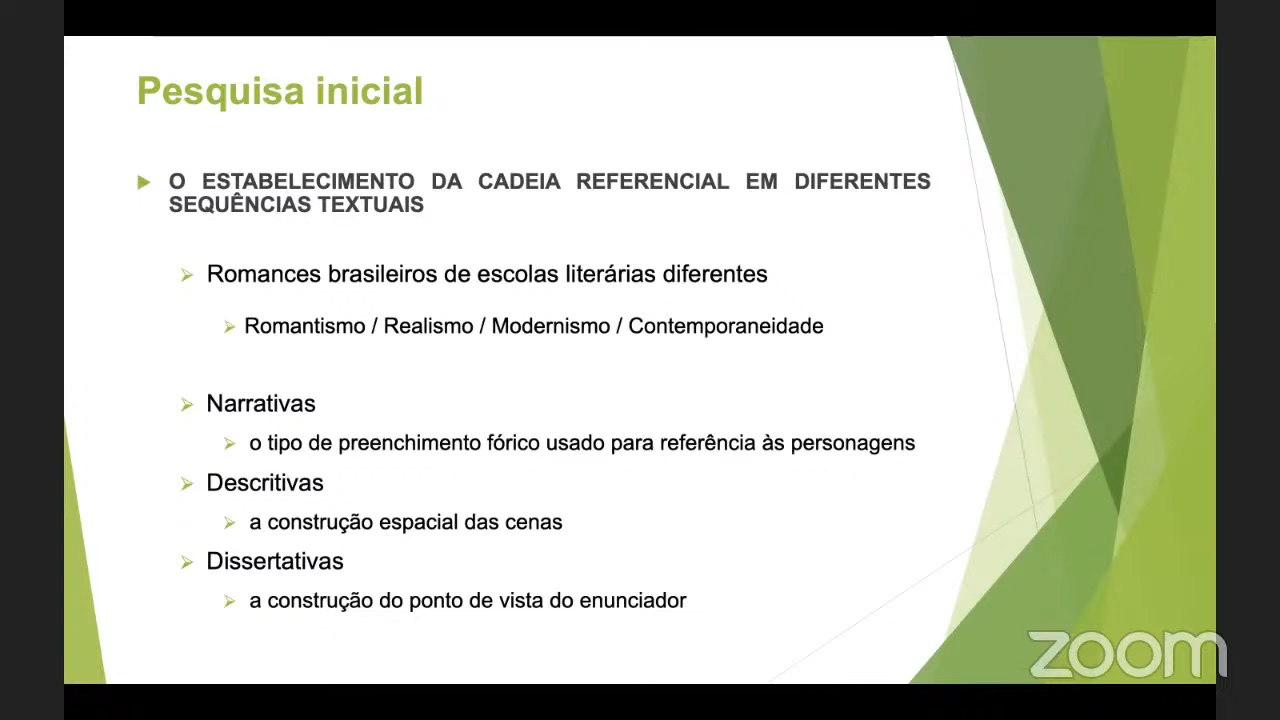 Pesquisa inicial
O ESTABELECIMENTO DA CADEIA REFERENCIAL EM DIFERENTES
SEQUÊNCIAS TEXTUAIS
Romances brasileiros de escolas literárias diferentes
Romantismo / Realismo / Modernismo / Contemporaneidade
Narrativas
o tipo de preenchimento fórico usado para referência às personagens
Descritivas
a construção espacial das cenas
Dissertativas
a construção do ponto de vista do enunciador
zoom